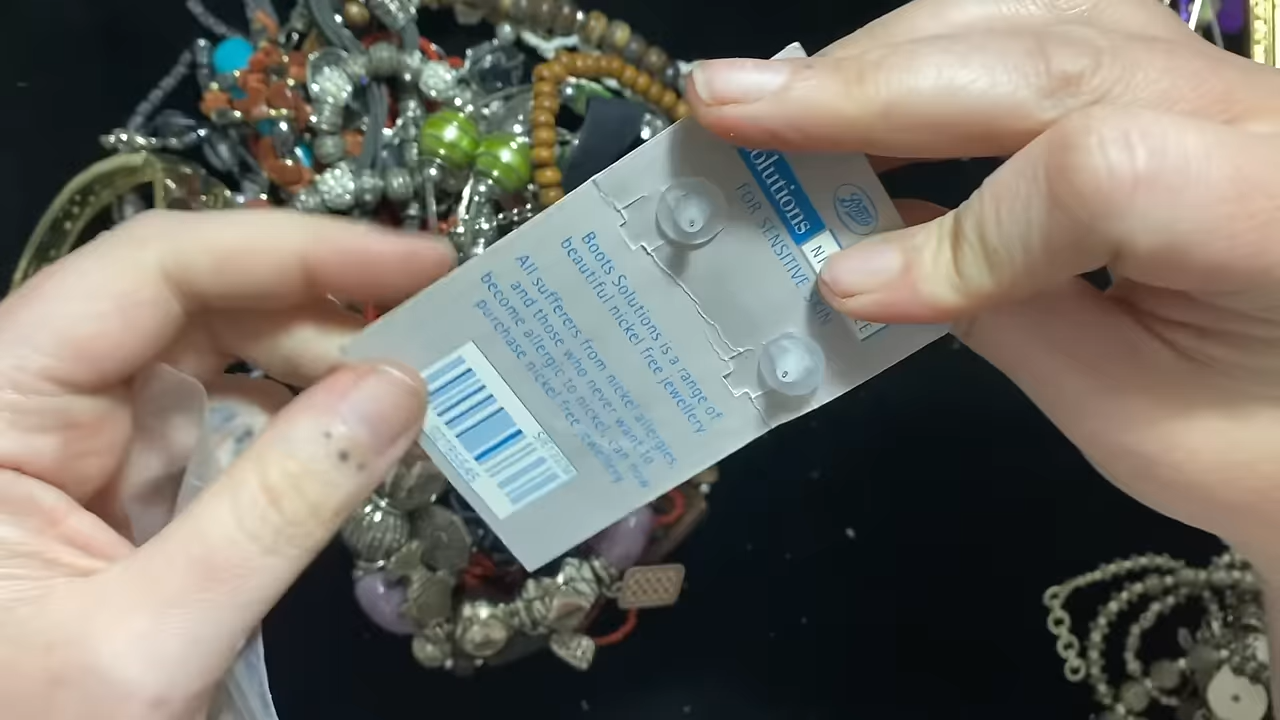 Boots
Solutions
FOR SENSITIVE SKIN
Boots Solutions is a range of
beautiful nickel free jewellery
All sufferers from nickel allergies,
and those who never want to
become allergic to nickel, can now
purchase nickel free jewellery